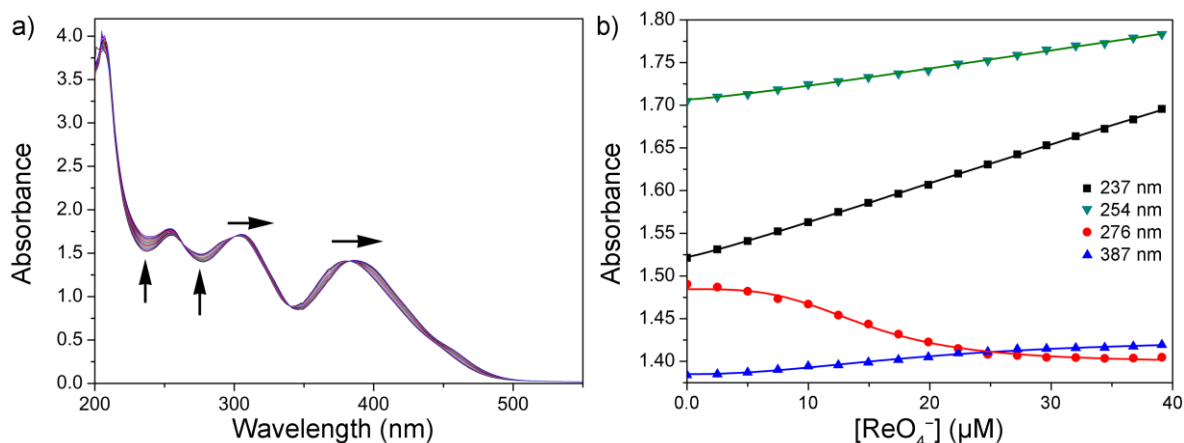 a)
4.0
3.5
3.0
2.5
2.0
1.5
1.0
0.5
0.0
200
300
400
500
Wavelength (nm)
Absorbance
b)
1.80
1.75
1.70
1.65
1.60
1.55
1.50
1.45
1.40
0.0
10
20
30
40
[ReO₄⁻] (µM)
Absorbance
237 nm
254 nm
276 nm
387 nm